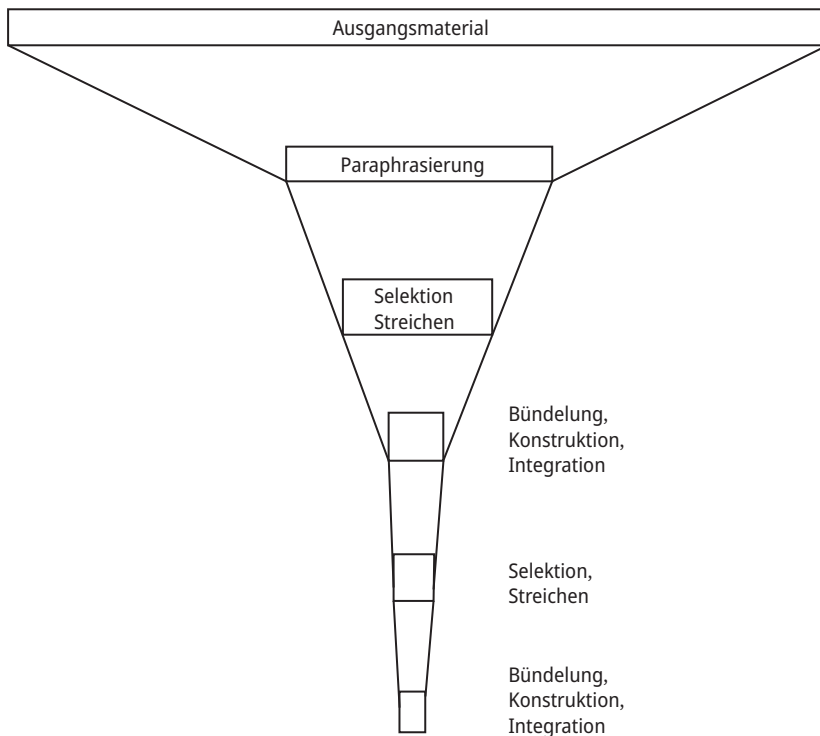 Ausgangsmaterial
Paraphrasierung
Selektion
Streichen
Bündelung,
Konstruktion,
Integration
Selektion,
Streichen
Bündelung,
Konstruktion,
Integration